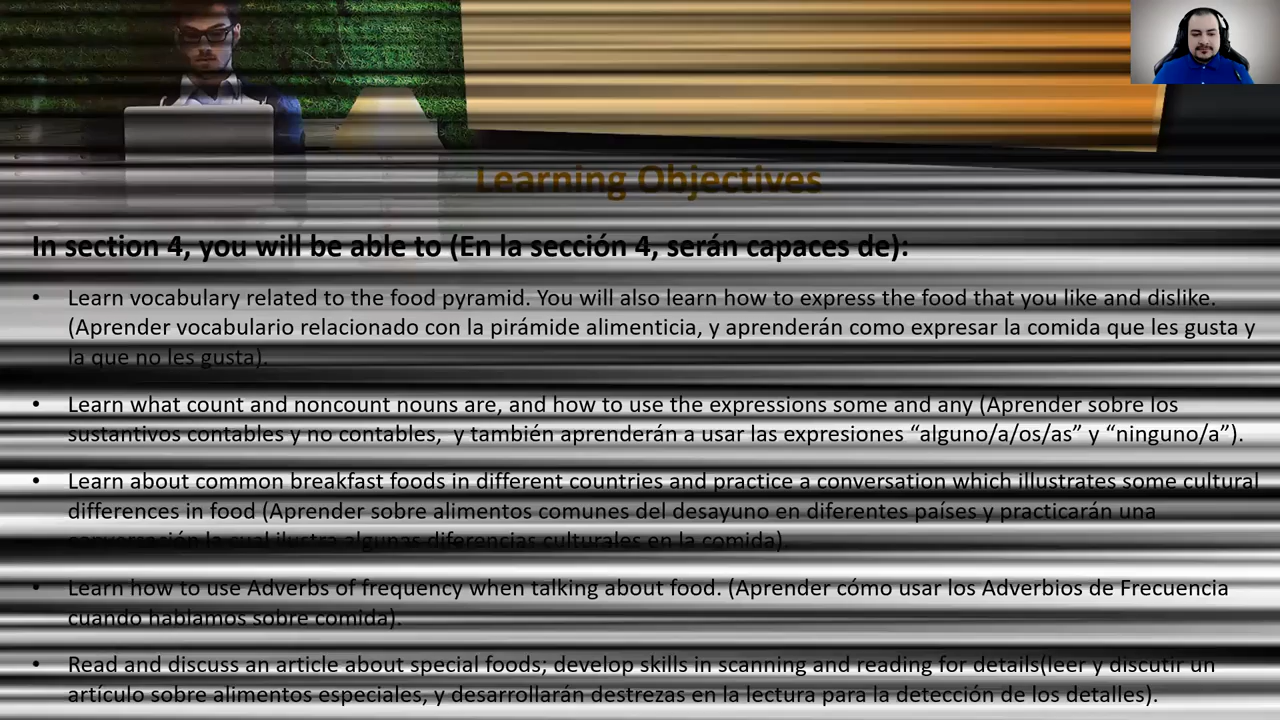 Learning Objectives
In section 4, you will be able to (En la sección 4, serán capaces de):
• Learn vocabulary related to the food pyramid. You will also learn how to express the food that you like and dislike.
(Aprender vocabulario relacionado con la pirámide alimenticia, y aprenderán como expresar la comida que les gusta y
la que no les gusta).
• Learn what count and noncount nouns are, and how to use the expressions some and any (Aprender sobre los
sustantivos contables y no contables, y también aprenderán a usar las expresiones “alguno/a/os/as” y “ninguno/a”).
• Learn about common breakfast foods in different countries and practice a conversation which illustrates some cultural
differences in food (Aprender sobre alimentos comunes del desayuno en diferentes países y practicarán una
conversación la cual ilustra algunas diferencias culturales en la comida).
• Learn how to use Adverbs of frequency when talking about food. (Aprender cómo usar los Adverbios de Frecuencia
cuando hablamos sobre comida).
• Read and discuss an article about special foods; develop skills in scanning and reading for details(leer y discutir un
artículo sobre alimentos especiales, y desarrollarán destrezas en la lectura para la detección de los detalles).